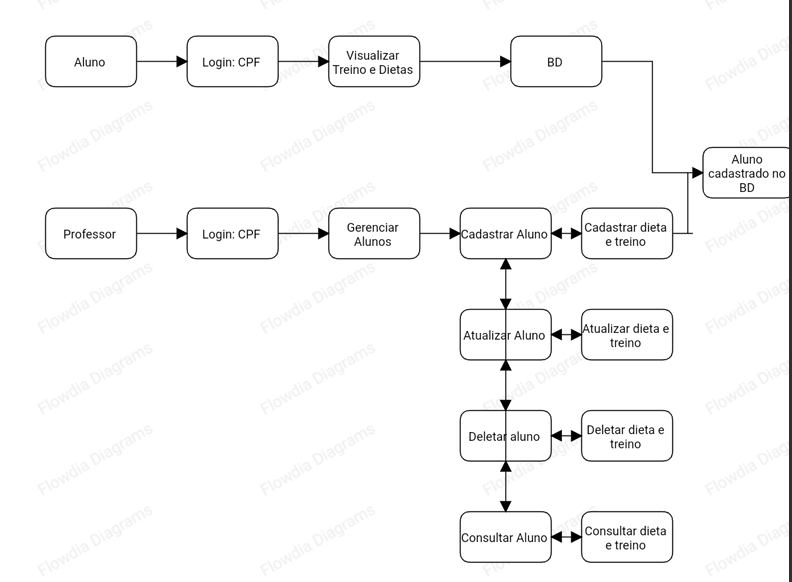 Aluno
Login: CPF
Visualizar
Treino e Dietas
BD
Aluno
cadastrado no
BD
Professor
Login: CPF
Gerenciar
Alunos
Cadastrar Aluno
Cadastrar dieta
e treino
Atualizar Aluno
Atualizar dieta e
treino
Deletar aluno
Deletar dieta e
treino
Consultar Aluno
Consultar dieta
e treino
Flowdia Diagrams